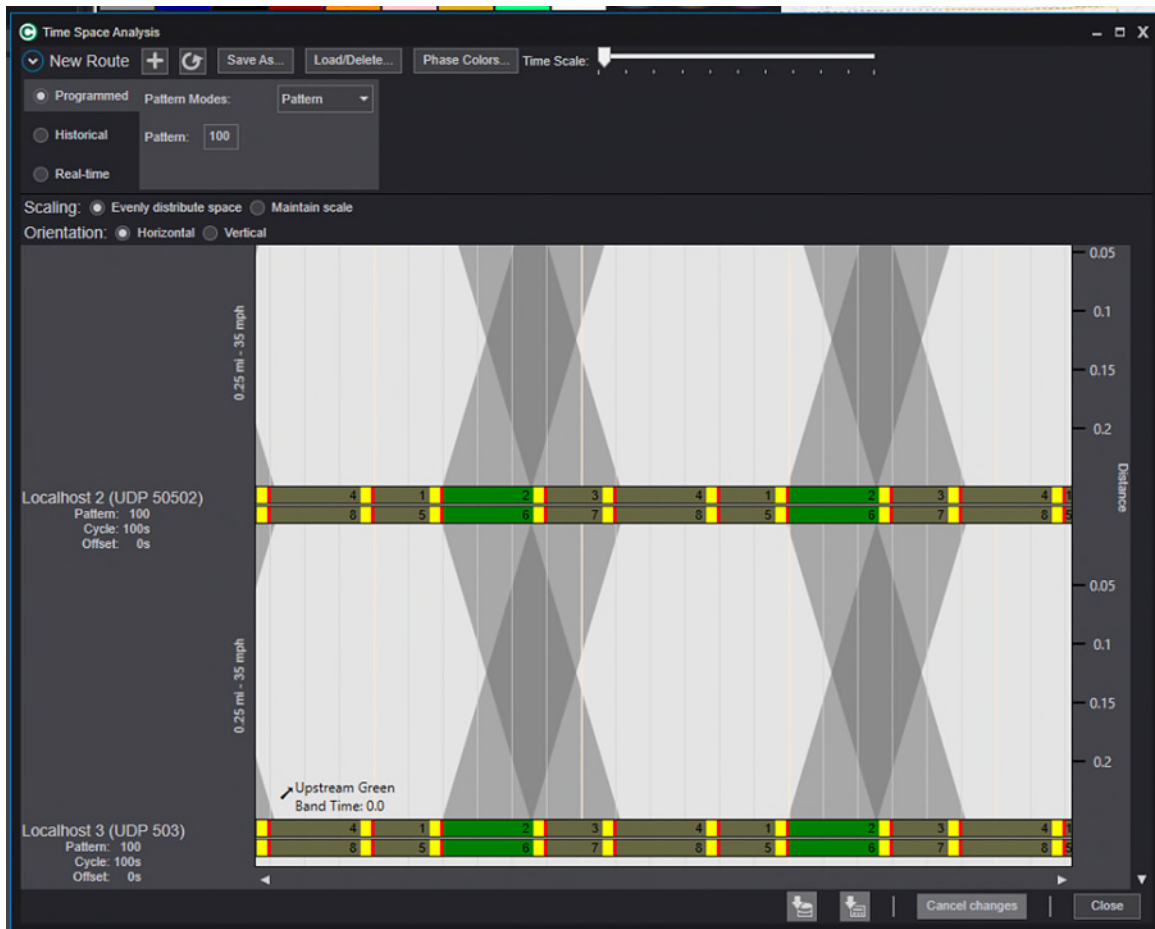 Time Space Analysis
New Route
Save As...
Load/Delete...
Phase Colors...
Time Scale:
Programmed
Pattern Modes:
Pattern
Historical
Pattern:
100
Real-time
Scaling:
Evenly distribute space
Maintain scale
Orientation:
Horizontal
Vertical
0.25 mi - 35 mph
0.05
0.1
0.15
0.2
Distance
Localhost 2 (UDP 50502)
Pattern: 100
Cycle: 100s
Offset: 0s
4 1 2 3 4 1 2 3 4 1
8 5 6 7 8 5 6 7 8 5
0.25 mi - 35 mph
0.05
0.1
0.15
0.2
Upstream Green
Band Time: 0.0
Localhost 3 (UDP 503)
Pattern: 100
Cycle: 100s
Offset: 0s
4 1 2 3 4 1 2 3 4 1
8 5 6 7 8 5 6 7 8 5
Cancel changes
Close